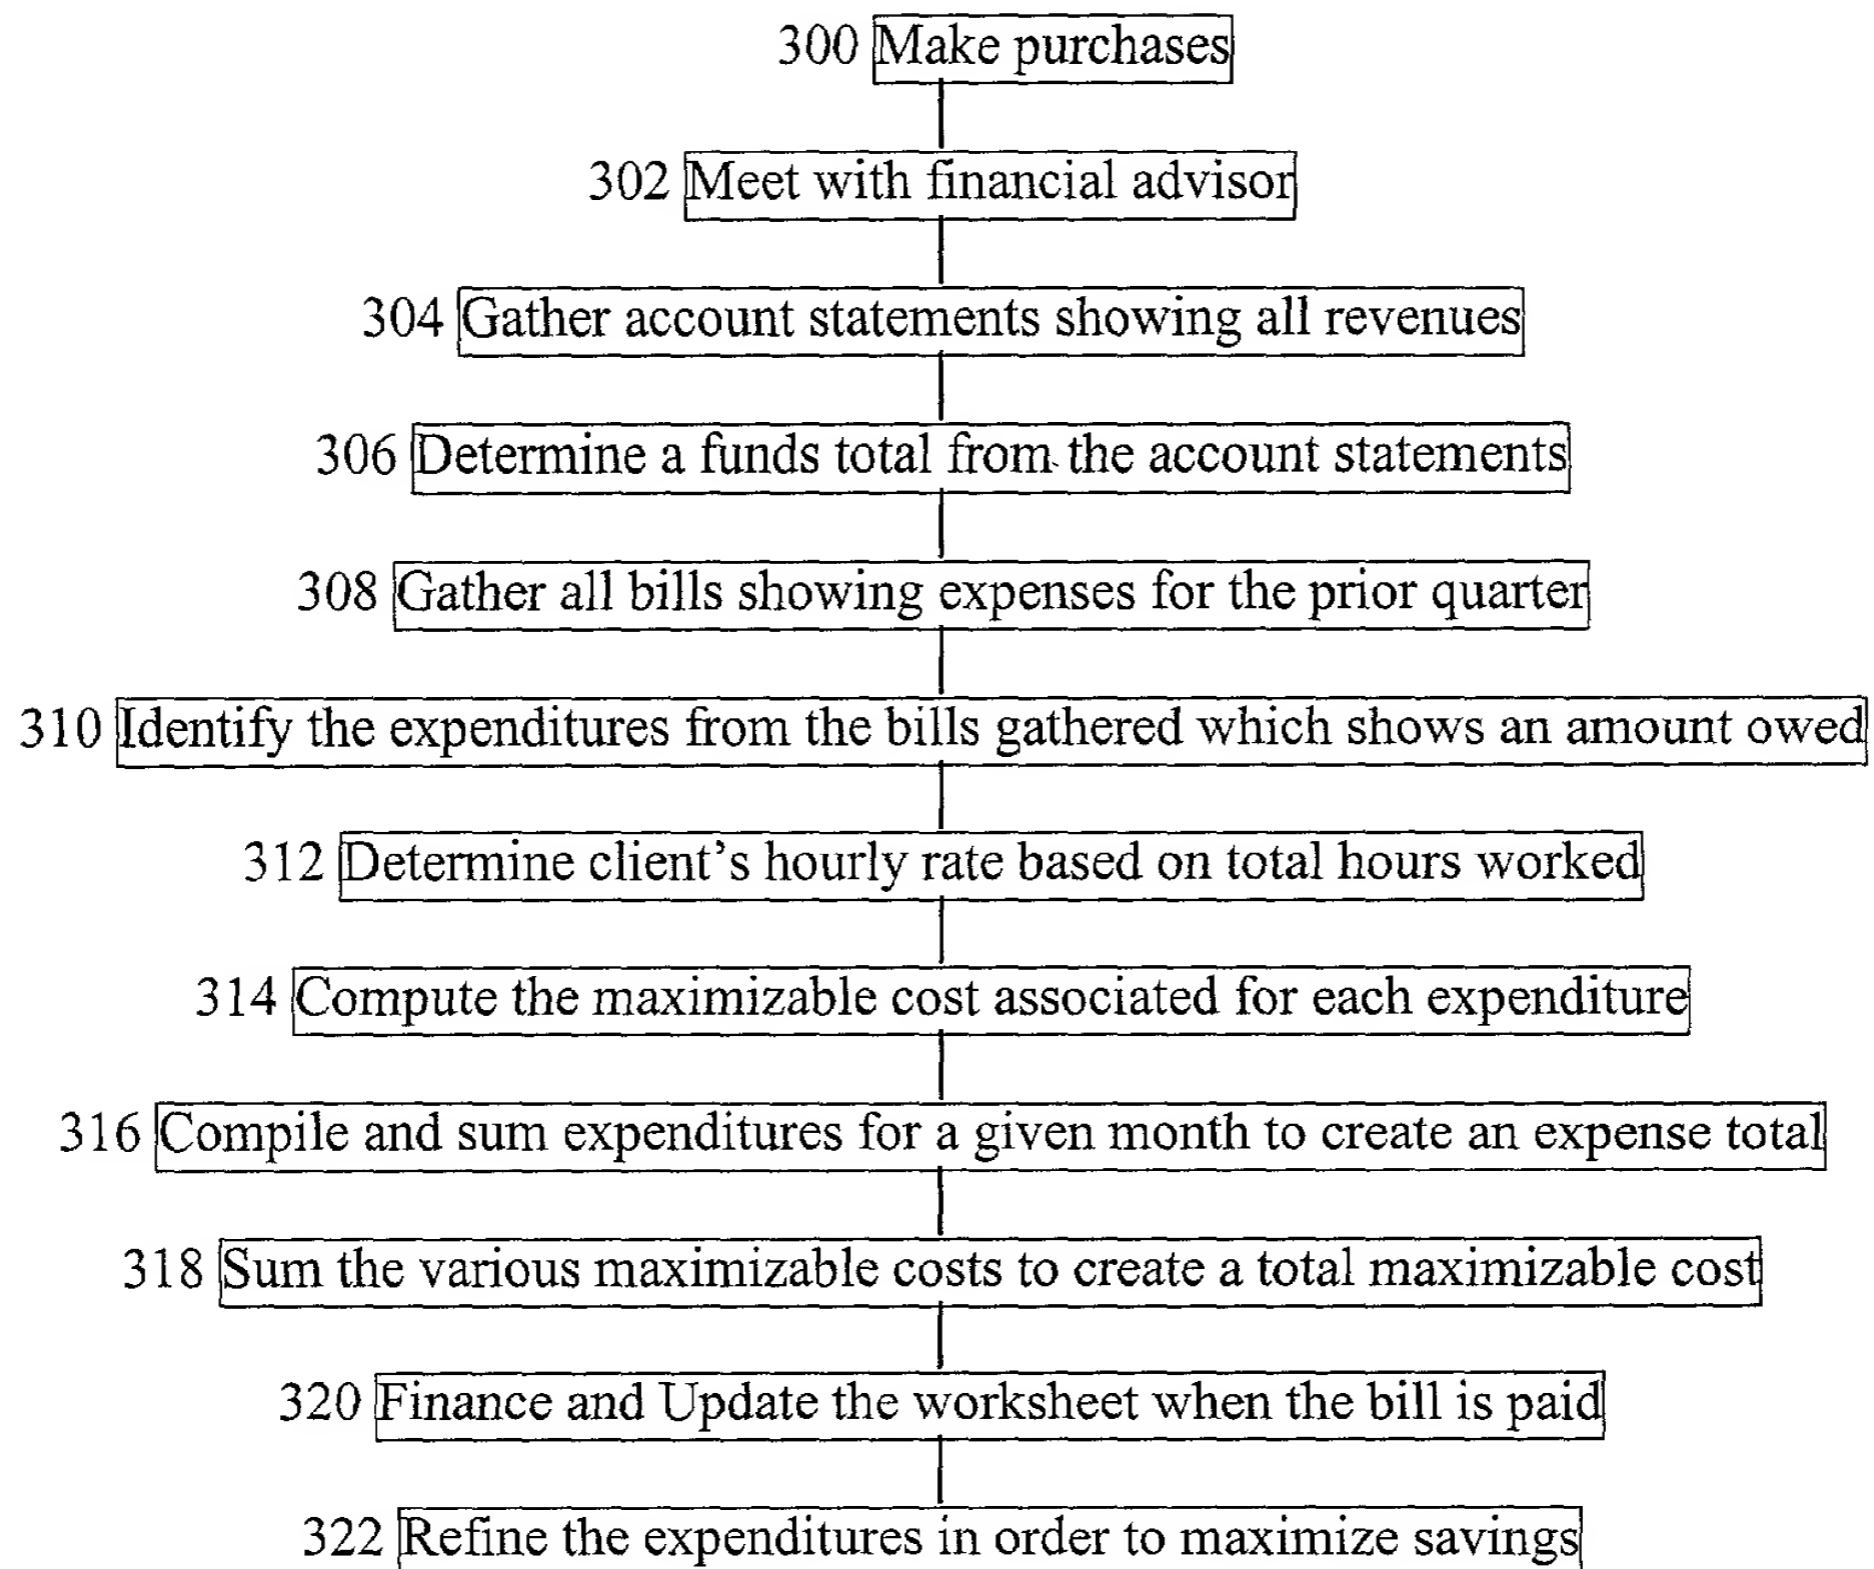 300 Make purchases
302 Meet with financial advisor
304 Gather account statements showing all revenues
306 Determine a funds total from the account statements
308 Gather all bills showing expenses for the prior quarter
310 Identify the expenditures from the bills gathered which shows an amount owed
312 Determine client’s hourly rate based on total hours worked
314 Compute the maximizable cost associated for each expenditure
316 Compile and sum expenditures for a given month to create an expense total
318 Sum the various maximizable costs to create a total maximizable cost
320 Finance and Update the worksheet when the bill is paid
322 Refine the expenditures in order to maximize savings